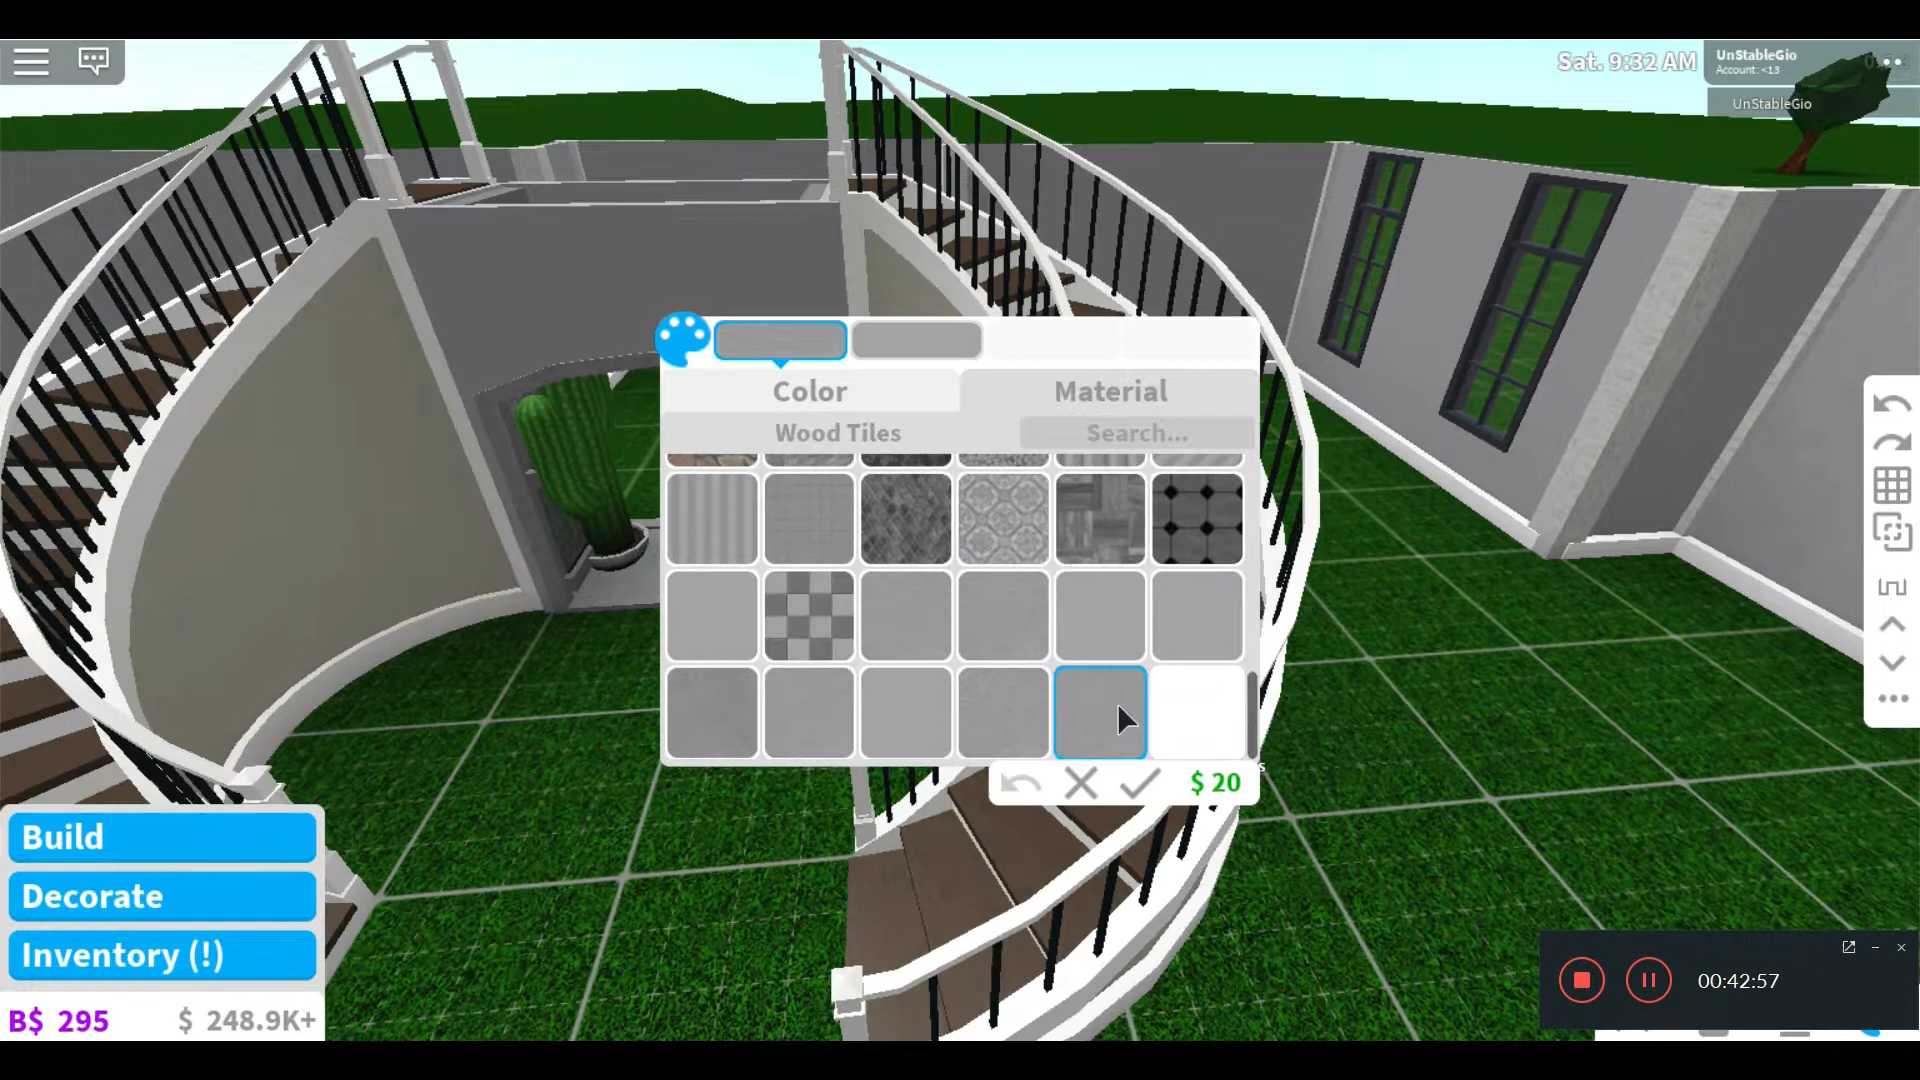 Sat. 9:32 AM
UnStableGio
Account: <13
UnStableGio
Color
Material
Wood Tiles
Search...
$ 20
Build
Decorate
Inventory (!)
B$ 295
$ 248.9K+
00:42:57